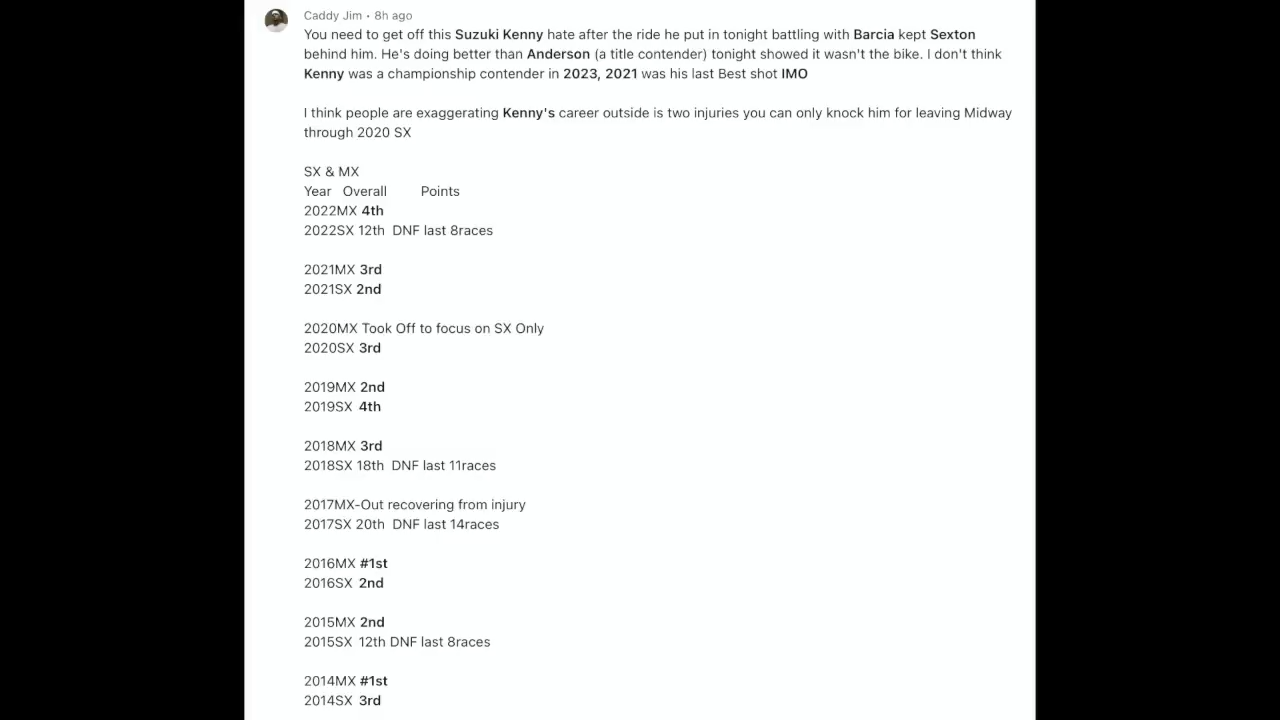 Caddy Jim • 8h ago
You need to get off this Suzuki Kenny hate after the ride he put in tonight battling with Barcia kept Sexton
behind him. He's doing better than Anderson (a title contender) tonight showed it wasn't the bike. I don't think
Kenny was a championship contender in 2023, 2021 was his last Best shot IMO
I think people are exaggerating Kenny's career outside is two injuries you can only knock him for leaving Midway
through 2020 SX
SX & MX
Year Overall Points
2022MX 4th
2022SX 12th DNF last 8races
2021MX 3rd
2021SX 2nd
2020MX Took Off to focus on SX Only
2020SX 3rd
2019MX 2nd
2019SX 4th
2018MX 3rd
2018SX 18th DNF last 11races
2017MX-Out recovering from injury
2017SX 20th DNF last 14races
2016MX #1st
2016SX 2nd
2015MX 2nd
2015SX 12th DNF last 8races
2014MX #1st
2014SX 3rd